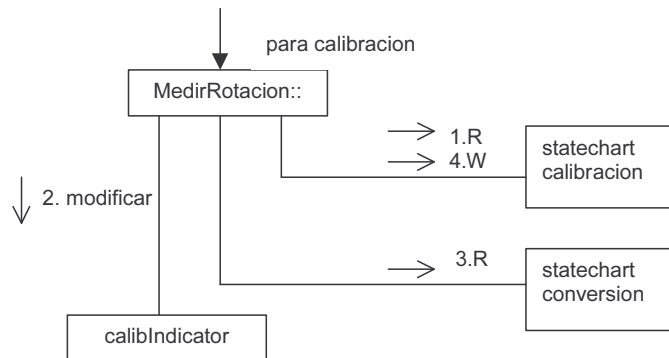 para calibracion
MedirRotacion::
1.R
4.W
statechart
calibracion
2. modificar
3.R
statechart
conversion
calibIndicator